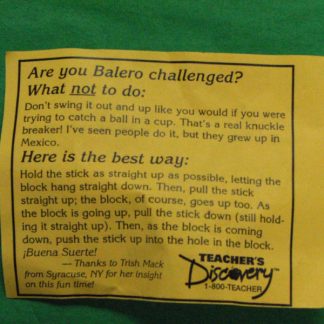 Are you Balero challenged?
What not to do:
Don't swing it out and up like you would if you were
trying to catch a ball in a cup. That's a real knuckle
breaker! I've seen people do it, but they grew up in
Mexico.
Here is the best way:
Hold the stick as straight up as possible, letting the
block hang straight down. Then, pull the stick
straight up; the block, of course, goes up too. As
the block is going up, pull the stick down (still hold-
ing it straight up). Then, as the block is coming
down, push the stick up into the hole in the block.
¡Buena Suerte!
— Thanks to Trish Mack
from Syracuse, NY for her insight
on this fun time!
TEACHER'S
Discovery™
1-800-TEACHER